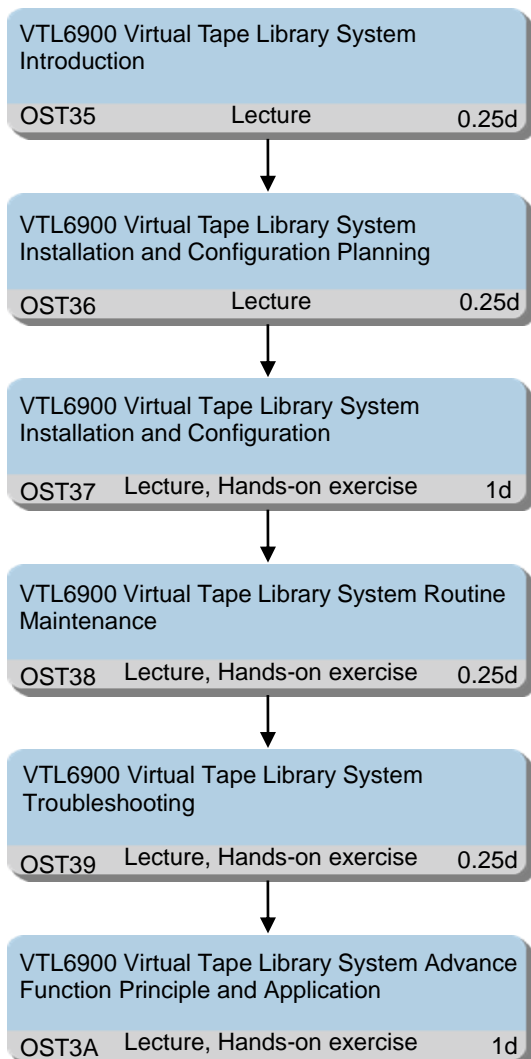 VTL6900 Virtual Tape Library System
Introduction
OST35 Lecture 0.25d
VTL6900 Virtual Tape Library System
Installation and Configuration Planning
OST36 Lecture 0.25d
VTL6900 Virtual Tape Library System
Installation and Configuration
OST37 Lecture, Hands-on exercise 1d
VTL6900 Virtual Tape Library System Routine
Maintenance
OST38 Lecture, Hands-on exercise 0.25d
VTL6900 Virtual Tape Library System
Troubleshooting
OST39 Lecture, Hands-on exercise 0.25d
VTL6900 Virtual Tape Library System Advance
Function Principle and Application
OST3A Lecture, Hands-on exercise 1d